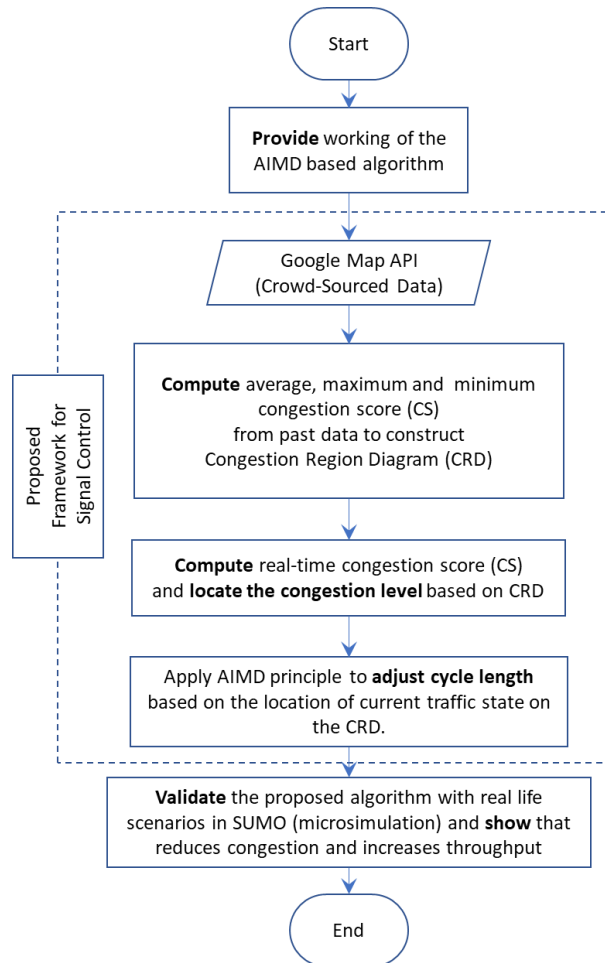 Start
Provide working of the
AIMD based algorithm
Google Map API
(Crowd-Sourced Data)
Proposed
Framework for
Signal Control
Compute average, maximum and minimum
congestion score (CS)
from past data to construct
Congestion Region Diagram (CRD)
Compute real-time congestion score (CS)
and locate the congestion level based on CRD
Apply AIMD principle to adjust cycle length
based on the location of current traffic state on
the CRD.
Validate the proposed algorithm with real life
scenarios in SUMO (microsimulation) and show that
reduces congestion and increases throughput
End